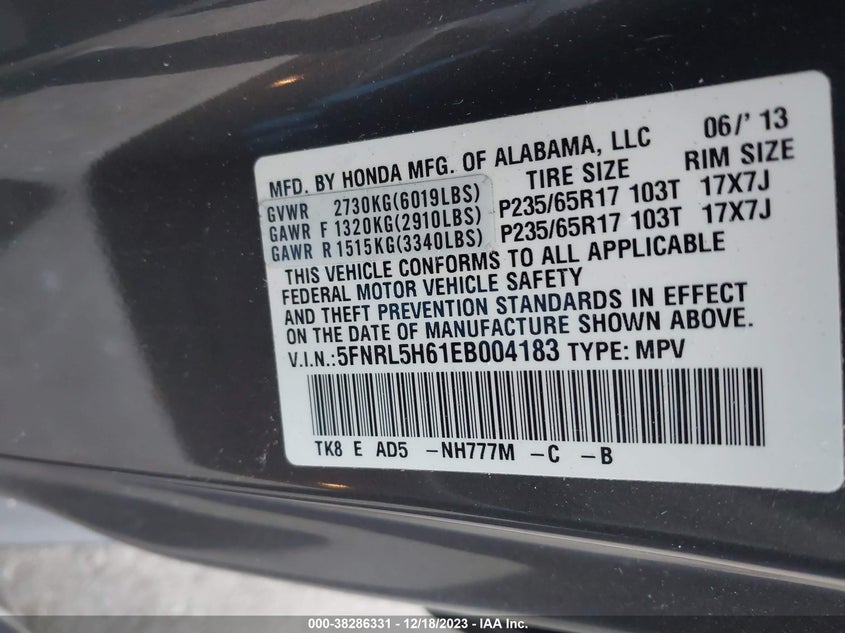 MFD. BY HONDA MFG. OF ALABAMA, LLC 06/' 13
TIRE SIZE RIM SIZE
GVWR 2730KG(6019LBS)
GAWR F 1320KG(2910LBS) P235/65R17 103T 17X7J
GAWR R 1515KG(3340LBS) P235/65R17 103T 17X7J
THIS VEHICLE CONFORMS TO ALL APPLICABLE
FEDERAL MOTOR VEHICLE SAFETY
AND THEFT PREVENTION STANDARDS IN EFFECT
ON THE DATE OF MANUFACTURE SHOWN ABOVE.
V.I.N.:5FNRL5H61EB004183 TYPE: MPV
TK8 E AD5 -NH777M -C -B
000-38286331 - 12/18/2023 - IAA Inc.